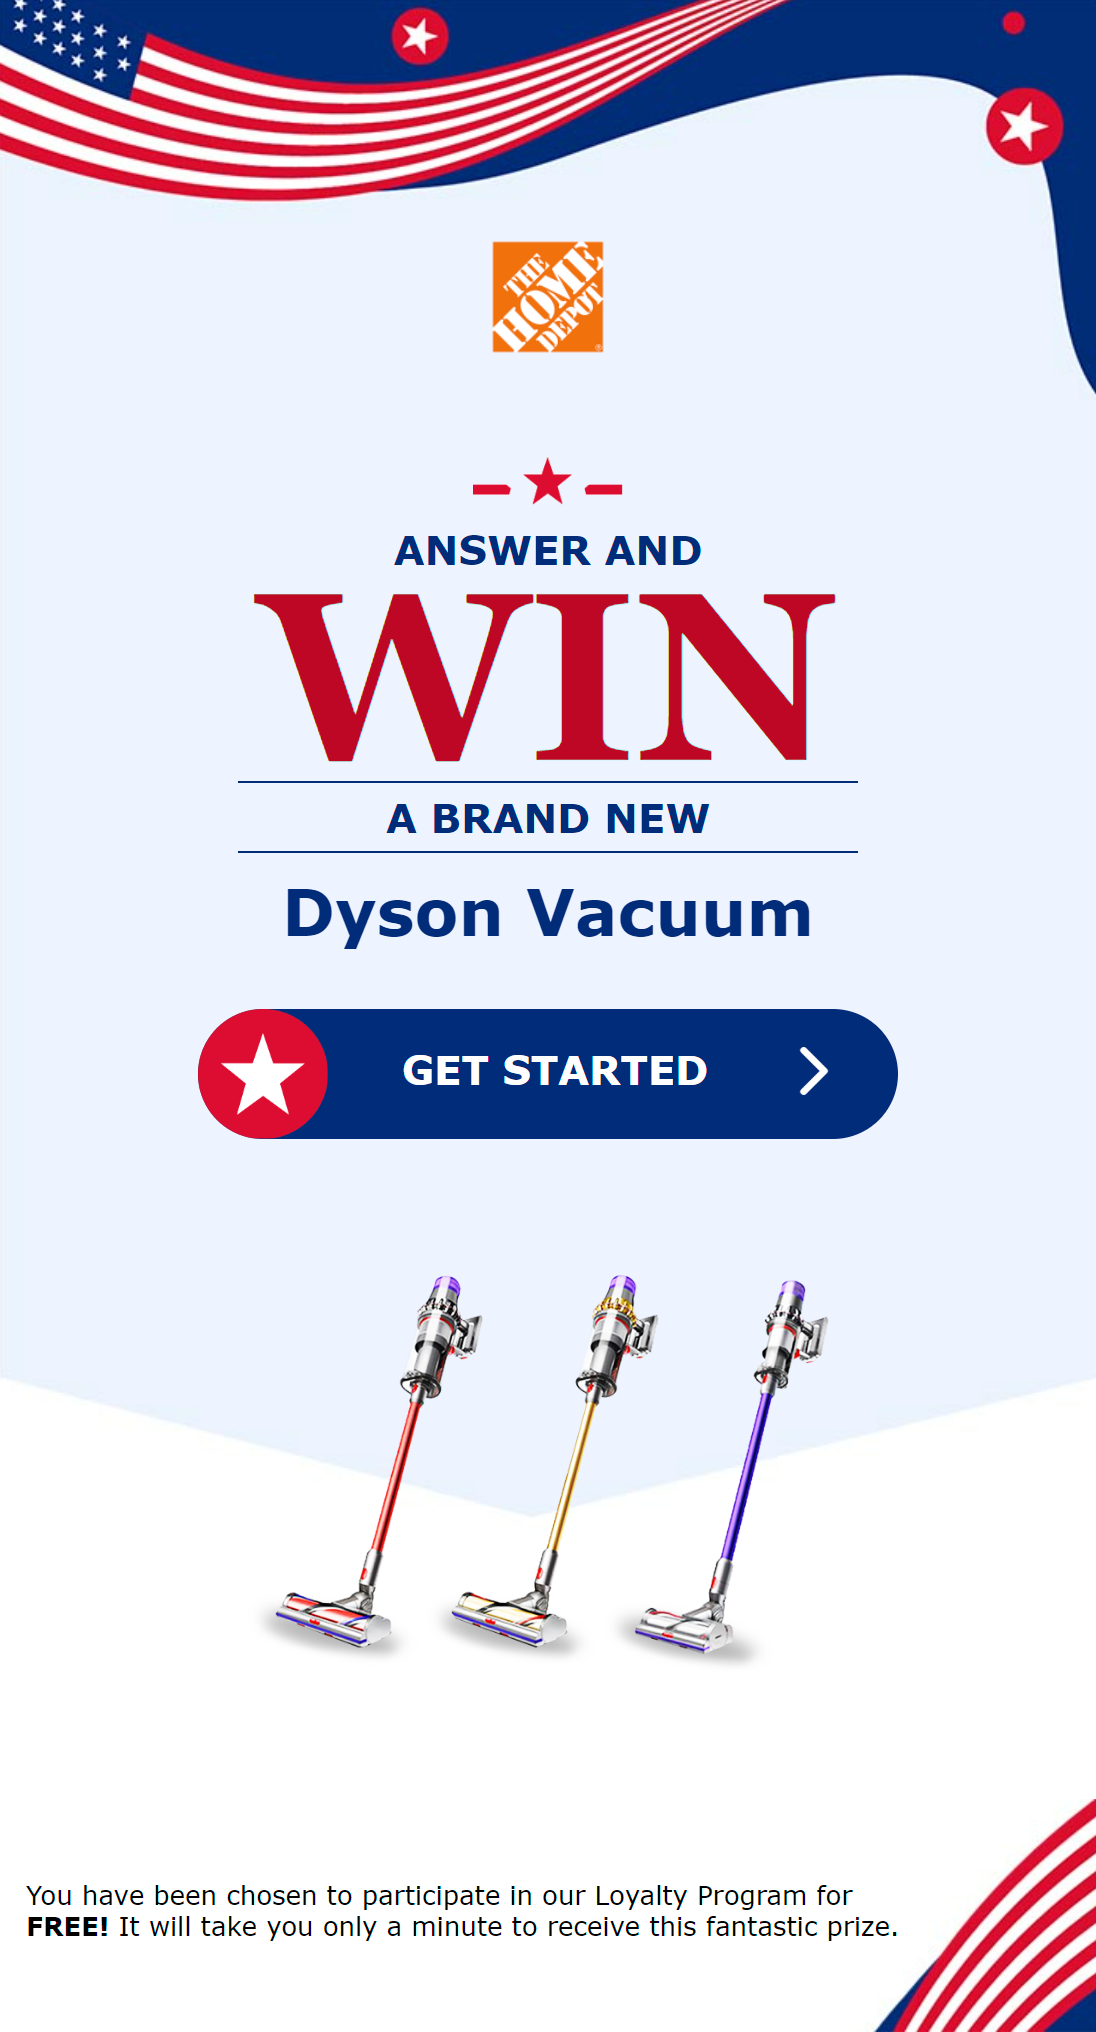 THE
HOME
DEPOT
ANSWER AND
WIN
A BRAND NEW
Dyson Vacuum
GET STARTED
You have been chosen to participate in our Loyalty Program for
FREE! It will take you only a minute to receive this fantastic prize.